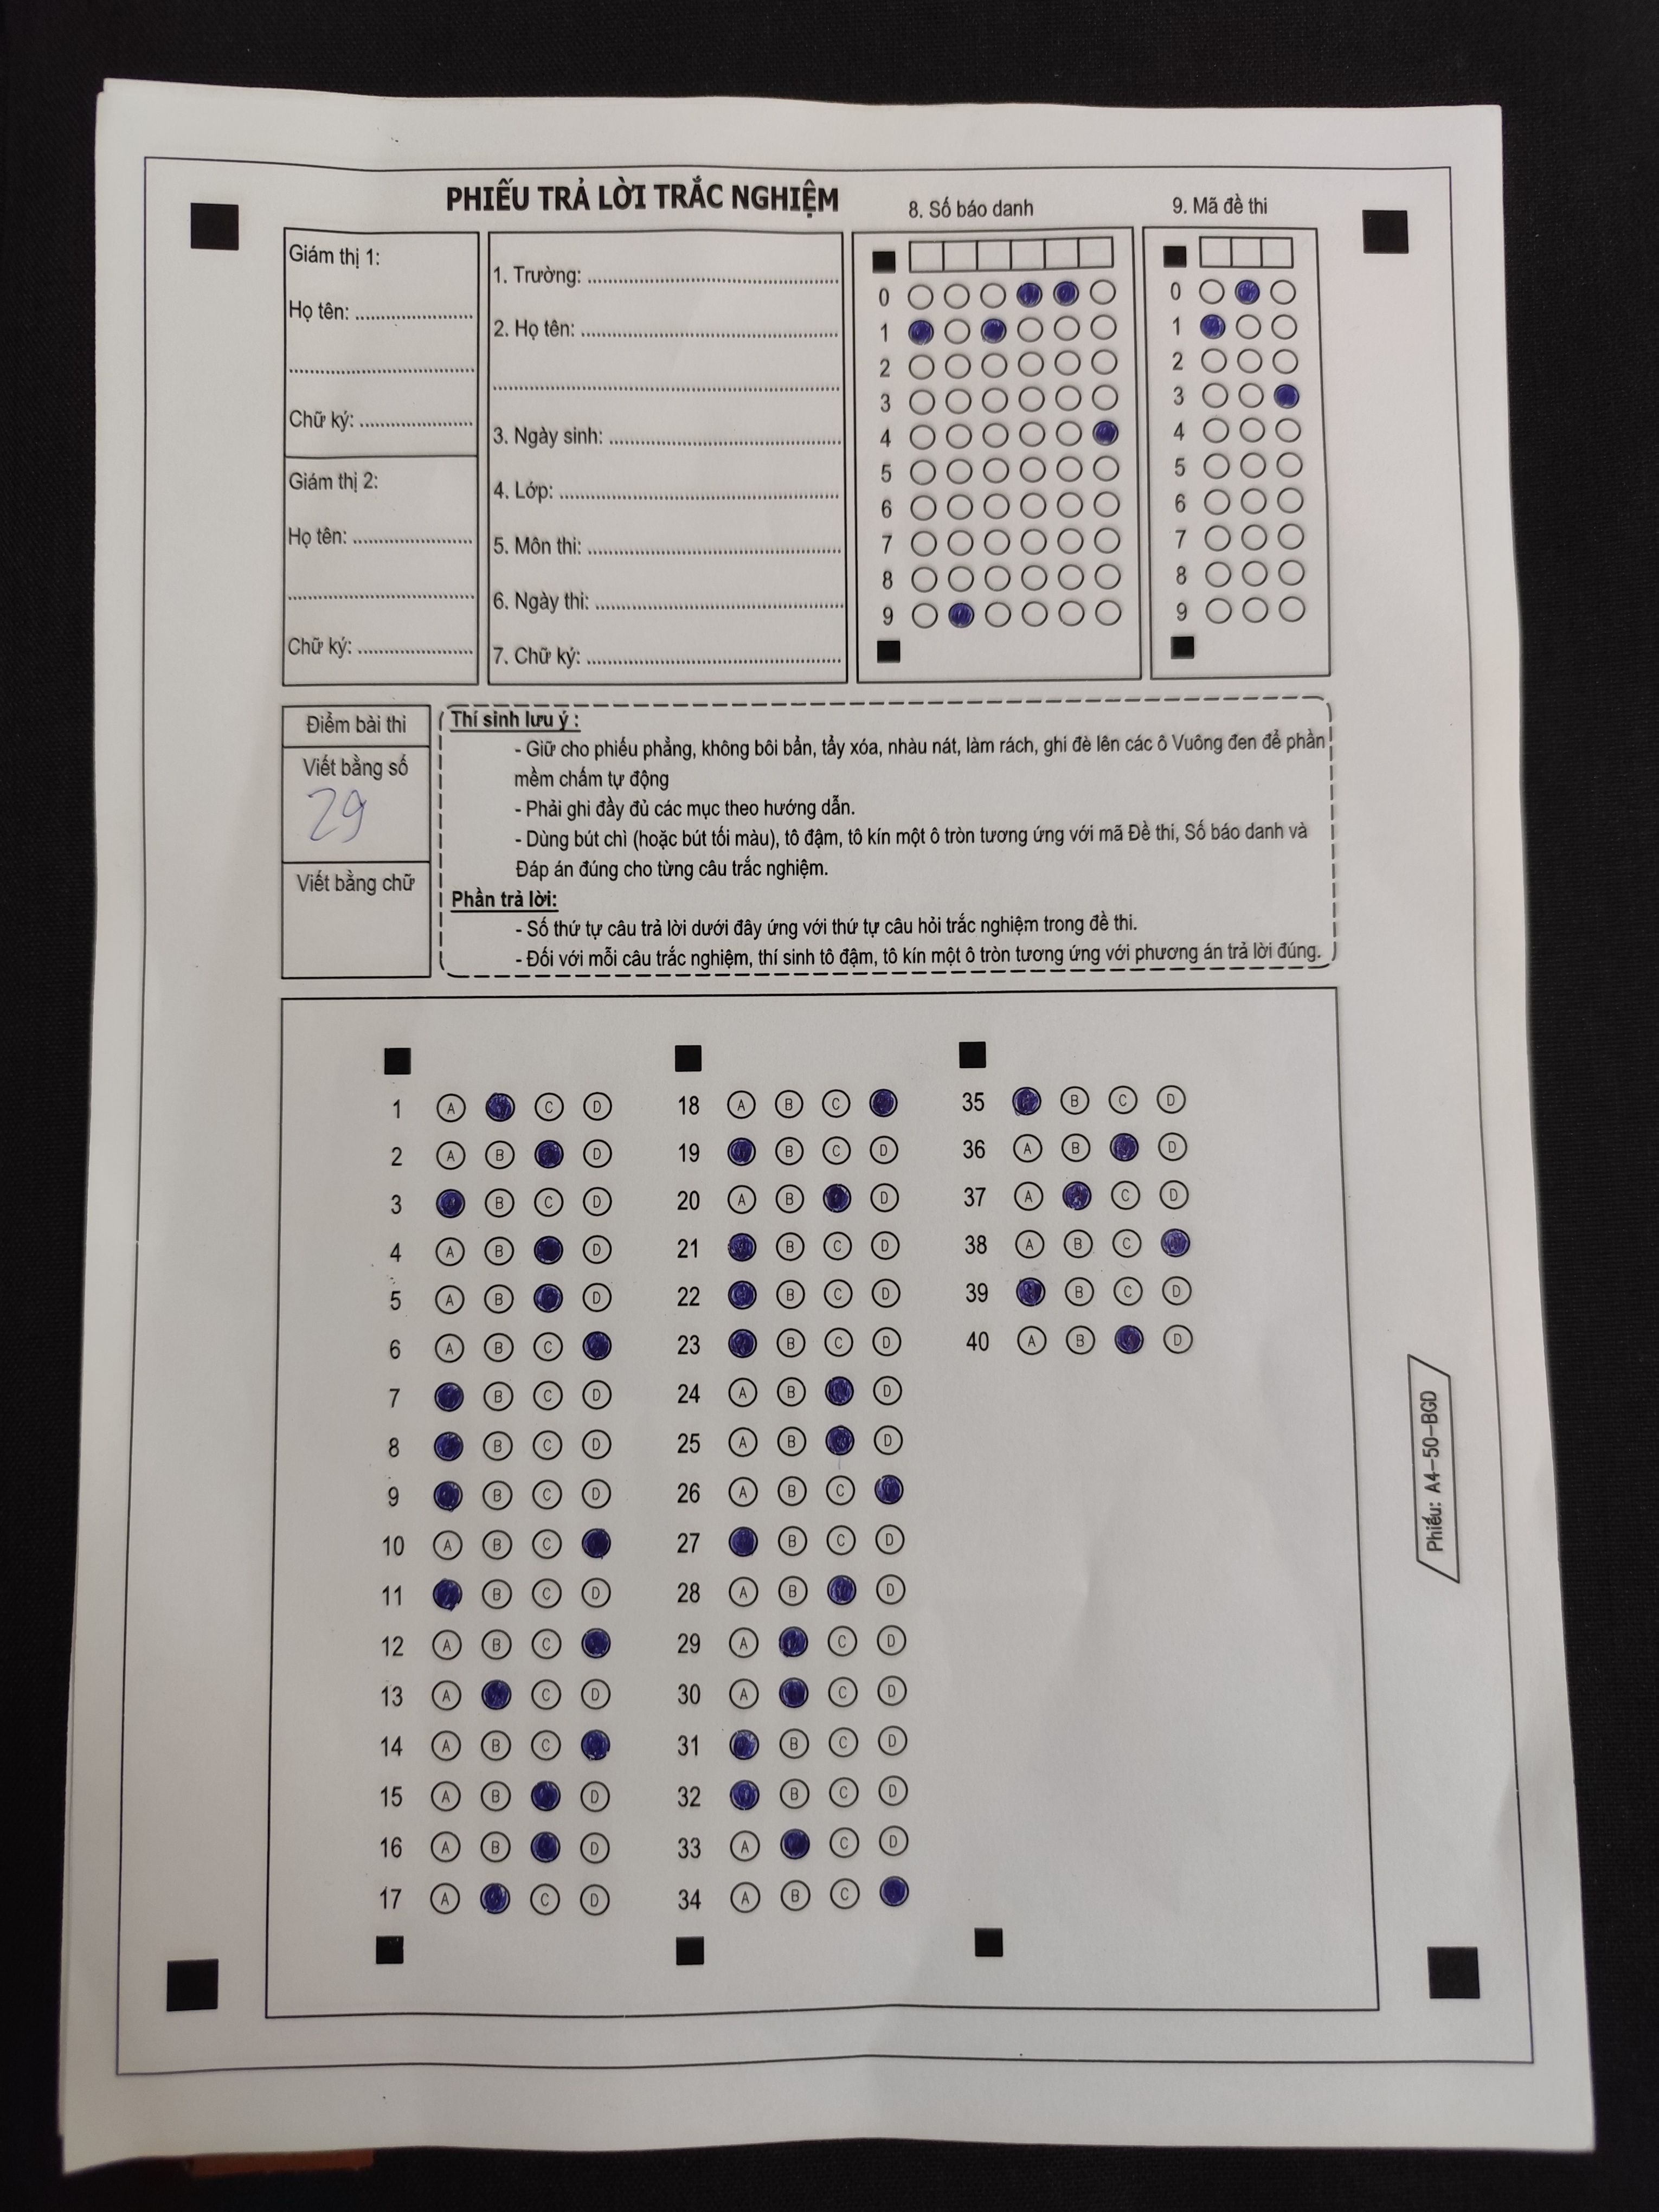 PHIẾU TRẢ LỜI TRẮC NGHIỆM
8. Số báo danh
9. Mã đề thi
Giám thị 1:
Họ tên: ....................
Chữ ký: ....................
Giám thị 2:
Họ tên: ....................
Chữ ký: ....................
1. Trường: ....................
2. Họ tên: ....................
3. Ngày sinh: ....................
4. Lớp: ....................
5. Môn thi: ....................
6. Ngày thi: ....................
7. Chữ ký: ....................
0 0
1 1
2 2
3 3
4 4
5 5
6 6
7 7
8 8
9 9
Điểm bài thi
Viết bằng số
29
Viết bằng chữ
Thí sinh lưu ý :
- Giữ cho phiếu phẳng, không bôi bẩn, tẩy xóa, nhàu nát, làm rách, ghi đè lên các ô Vuông đen để phần
mềm chấm tự động
- Phải ghi đầy đủ các mục theo hướng dẫn.
- Dùng bút chì (hoặc bút tối màu), tô đậm, tô kín một ô tròn tương ứng với mã Đề thi, Số báo danh và
Đáp án đúng cho từng câu trắc nghiệm.
Phần trả lời:
- Số thứ tự câu trả lời dưới đây ứng với thứ tự câu hỏi trắc nghiệm trong đề thi.
- Đối với mỗi câu trắc nghiệm, thí sinh tô đậm, tô kín một ô tròn tương ứng với phương án trả lời đúng.
1 A C D
2 A B D
3 B C D
4 A B D
5 A B D
6 A B C
7 B C D
8 B C D
9 B C D
10 A B C
11 B C D
12 A B C
13 A C D
14 A B C
15 A B D
16 A B D
17 A C D
18 A B C
19 B C D
20 A B D
21 B C D
22 B C D
23 B C D
24 A B D
25 A B D
26 A B C
27 B C D
28 A B D
29 A C D
30 A C D
31 B C D
32 B C D
33 A C D
34 A B C
35 B C D
36 A B D
37 A C D
38 A B C
39 B C D
40 A B D
Phiếu: A4-50-BGD